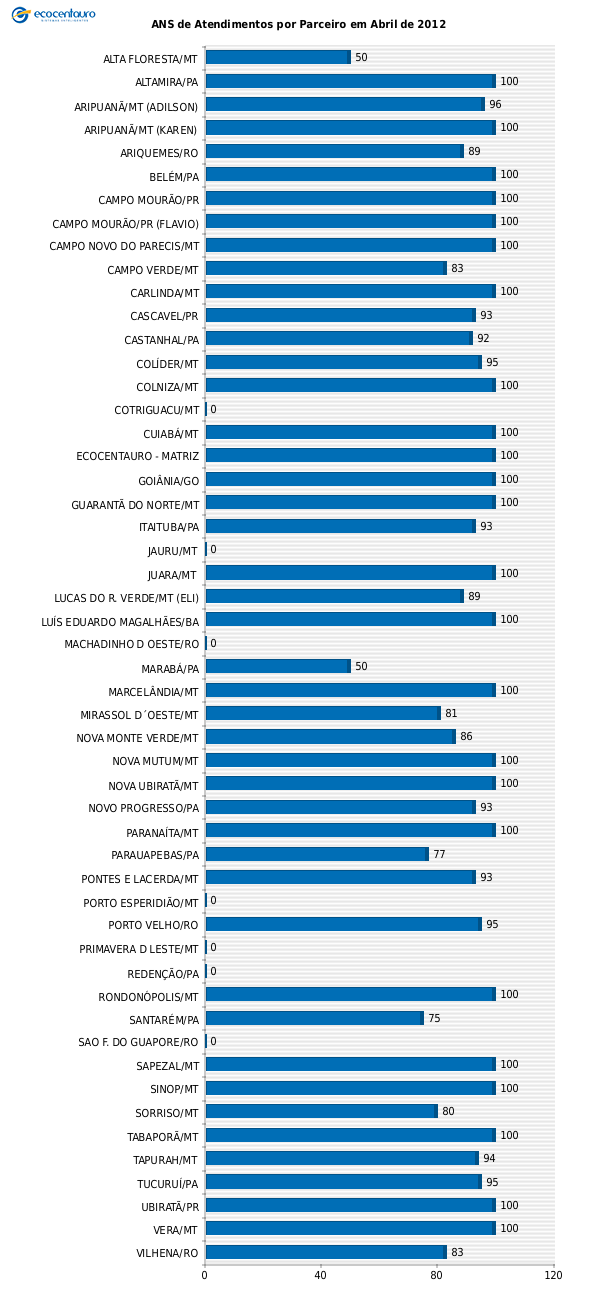 ecocentauro
ANS de Atendimentos por Parceiro em Abril de 2012
ALTA FLORESTA/MT 50
ALTAMIRA/PA 100
ARIPUANÃ/MT (ADILSON) 96
ARIPUANÃ/MT (KAREN) 100
ARIQUEMES/RO 89
BELÉM/PA 100
CAMPO MOURÃO/PR 100
CAMPO MOURÃO/PR (FLAVIO) 100
CAMPO NOVO DO PARECIS/MT 100
CAMPO VERDE/MT 83
CARLINDA/MT 100
CASCAVEL/PR 93
CASTANHAL/PA 92
COLÍDER/MT 95
COLNIZA/MT 100
COTRIGUACU/MT 0
CUIABÁ/MT 100
ECOCENTAURO - MATRIZ 100
GOIÂNIA/GO 100
GUARANTÃ DO NORTE/MT 100
ITAITUBA/PA 93
JAURU/MT 0
JUARA/MT 100
LUCAS DO R. VERDE/MT (ELI) 89
LUÍS EDUARDO MAGALHÃES/BA 100
MACHADINHO D OESTE/RO 0
MARABÁ/PA 50
MARCELÂNDIA/MT 100
MIRASSOL D´OESTE/MT 81
NOVA MONTE VERDE/MT 86
NOVA MUTUM/MT 100
NOVA UBIRATÃ/MT 100
NOVO PROGRESSO/PA 93
PARANAÍTA/MT 100
PARAUAPEBAS/PA 77
PONTES E LACERDA/MT 93
PORTO ESPERIDIÃO/MT 0
PORTO VELHO/RO 95
PRIMAVERA D LESTE/MT 0
REDENÇÃO/PA 0
RONDONÓPOLIS/MT 100
SANTARÉM/PA 75
SAO F. DO GUAPORE/RO 0
SAPEZAL/MT 100
SINOP/MT 100
SORRISO/MT 80
TABAPORÃ/MT 100
TAPURAH/MT 94
TUCURUÍ/PA 95
UBIRATÃ/PR 100
VERA/MT 100
VILHENA/RO 83
0 40 80 120